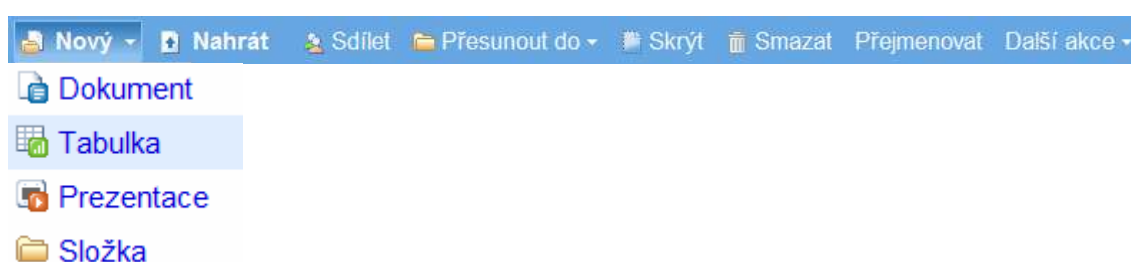 Nový Nahrát Sdílet Přesunout do Skrýt Smazat Přejmenovat Další akce
Dokument
Tabulka
Prezentace
Složka